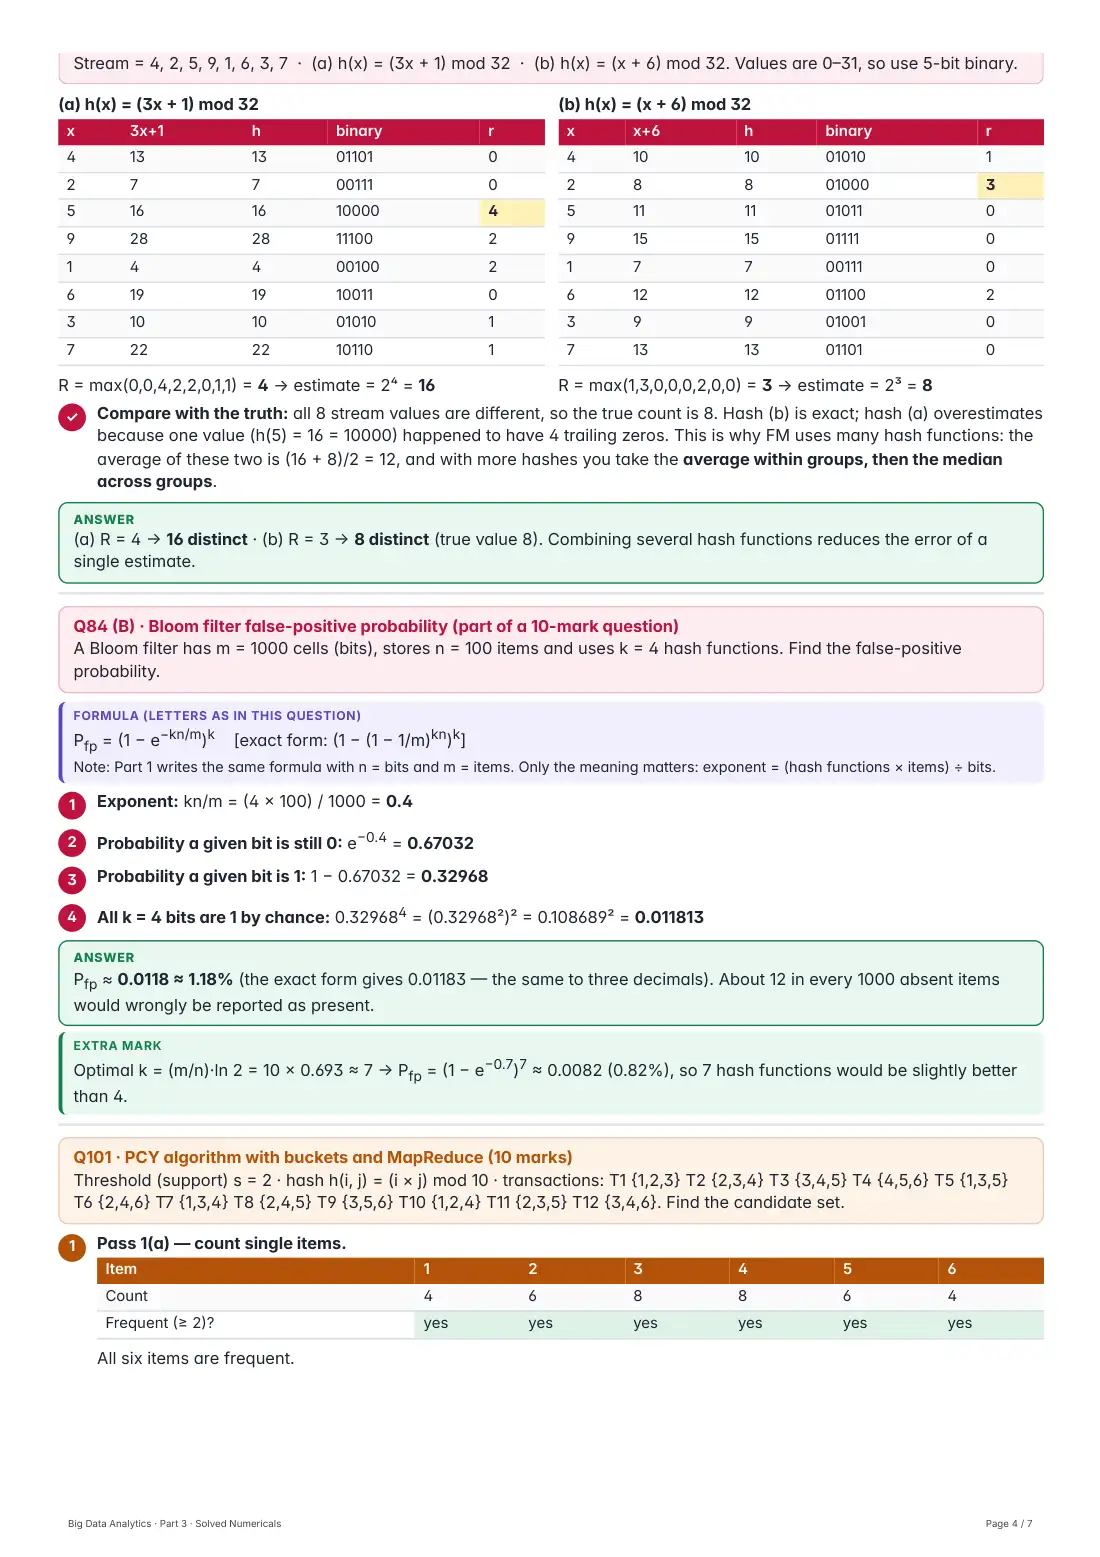 Stream = 4, 2, 5, 9, 1, 6, 3, 7 · (a) h(x) = (3x + 1) mod 32 · (b) h(x) = (x + 6) mod 32. Values are 0–31, so use 5-bit binary.
(a) h(x) = (3x + 1) mod 32
x 3x+1 h binary r
4 13 13 01101 0
2 7 7 00111 0
5 16 16 10000 4
9 28 28 11100 2
1 4 4 00100 2
6 19 19 10011 0
3 10 10 01010 1
7 22 22 10110 1
R = max(0,0,4,2,2,0,1,1) = 4 → estimate = 2⁴ = 16
(b) h(x) = (x + 6) mod 32
x x+6 h binary r
4 10 10 01010 1
2 8 8 01000 3
5 11 11 01011 0
9 15 15 01111 0
1 7 7 00111 0
6 12 12 01100 2
3 9 9 01001 0
7 13 13 01101 0
R = max(1,3,0,0,0,2,0,0) = 3 → estimate = 2³ = 8
✓ Compare with the truth: all 8 stream values are different, so the true count is 8. Hash (b) is exact; hash (a) overestimates
because one value (h(5) = 16 = 10000) happened to have 4 trailing zeros. This is why FM uses many hash functions: the
average of these two is (16 + 8)/2 = 12, and with more hashes you take the average within groups, then the median
across groups.
ANSWER
(a) R = 4 → 16 distinct · (b) R = 3 → 8 distinct (true value 8). Combining several hash functions reduces the error of a
single estimate.
Q84 (B) · Bloom filter false-positive probability (part of a 10-mark question)
A Bloom filter has m = 1000 cells (bits), stores n = 100 items and uses k = 4 hash functions. Find the false-positive
probability.
FORMULA (LETTERS AS IN THIS QUESTION)
P_fp = (1 − e^−kn/m)^k [exact form: (1 − (1 − 1/m)^kn)^k]
Note: Part 1 writes the same formula with n = bits and m = items. Only the meaning matters: exponent = (hash functions × items) ÷ bits.
1 Exponent: kn/m = (4 × 100) / 1000 = 0.4
2 Probability a given bit is still 0: e^−0.4 = 0.67032
3 Probability a given bit is 1: 1 − 0.67032 = 0.32968
4 All k = 4 bits are 1 by chance: 0.32968⁴ = (0.32968²)² = 0.108689² = 0.011813
ANSWER
P_fp ≈ 0.0118 ≈ 1.18% (the exact form gives 0.01183 — the same to three decimals). About 12 in every 1000 absent items
would wrongly be reported as present.
EXTRA MARK
Optimal k = (m/n)·ln 2 = 10 × 0.693 ≈ 7 → P_fp = (1 − e^−0.7)^7 ≈ 0.0082 (0.82%), so 7 hash functions would be slightly better
than 4.
Q101 · PCY algorithm with buckets and MapReduce (10 marks)
Threshold (support) s = 2 · hash h(i, j) = (i × j) mod 10 · transactions: T1 {1,2,3} T2 {2,3,4} T3 {3,4,5} T4 {4,5,6} T5 {1,3,5}
T6 {2,4,6} T7 {1,3,4} T8 {2,4,5} T9 {3,5,6} T10 {1,2,4} T11 {2,3,5} T12 {3,4,6}. Find the candidate set.
1 Pass 1(a) — count single items.
Item 1 2 3 4 5 6
Count 4 6 8 8 6 4
Frequent (≥ 2)? yes yes yes yes yes yes
All six items are frequent.
Big Data Analytics · Part 3 · Solved Numericals
Page 4 / 7